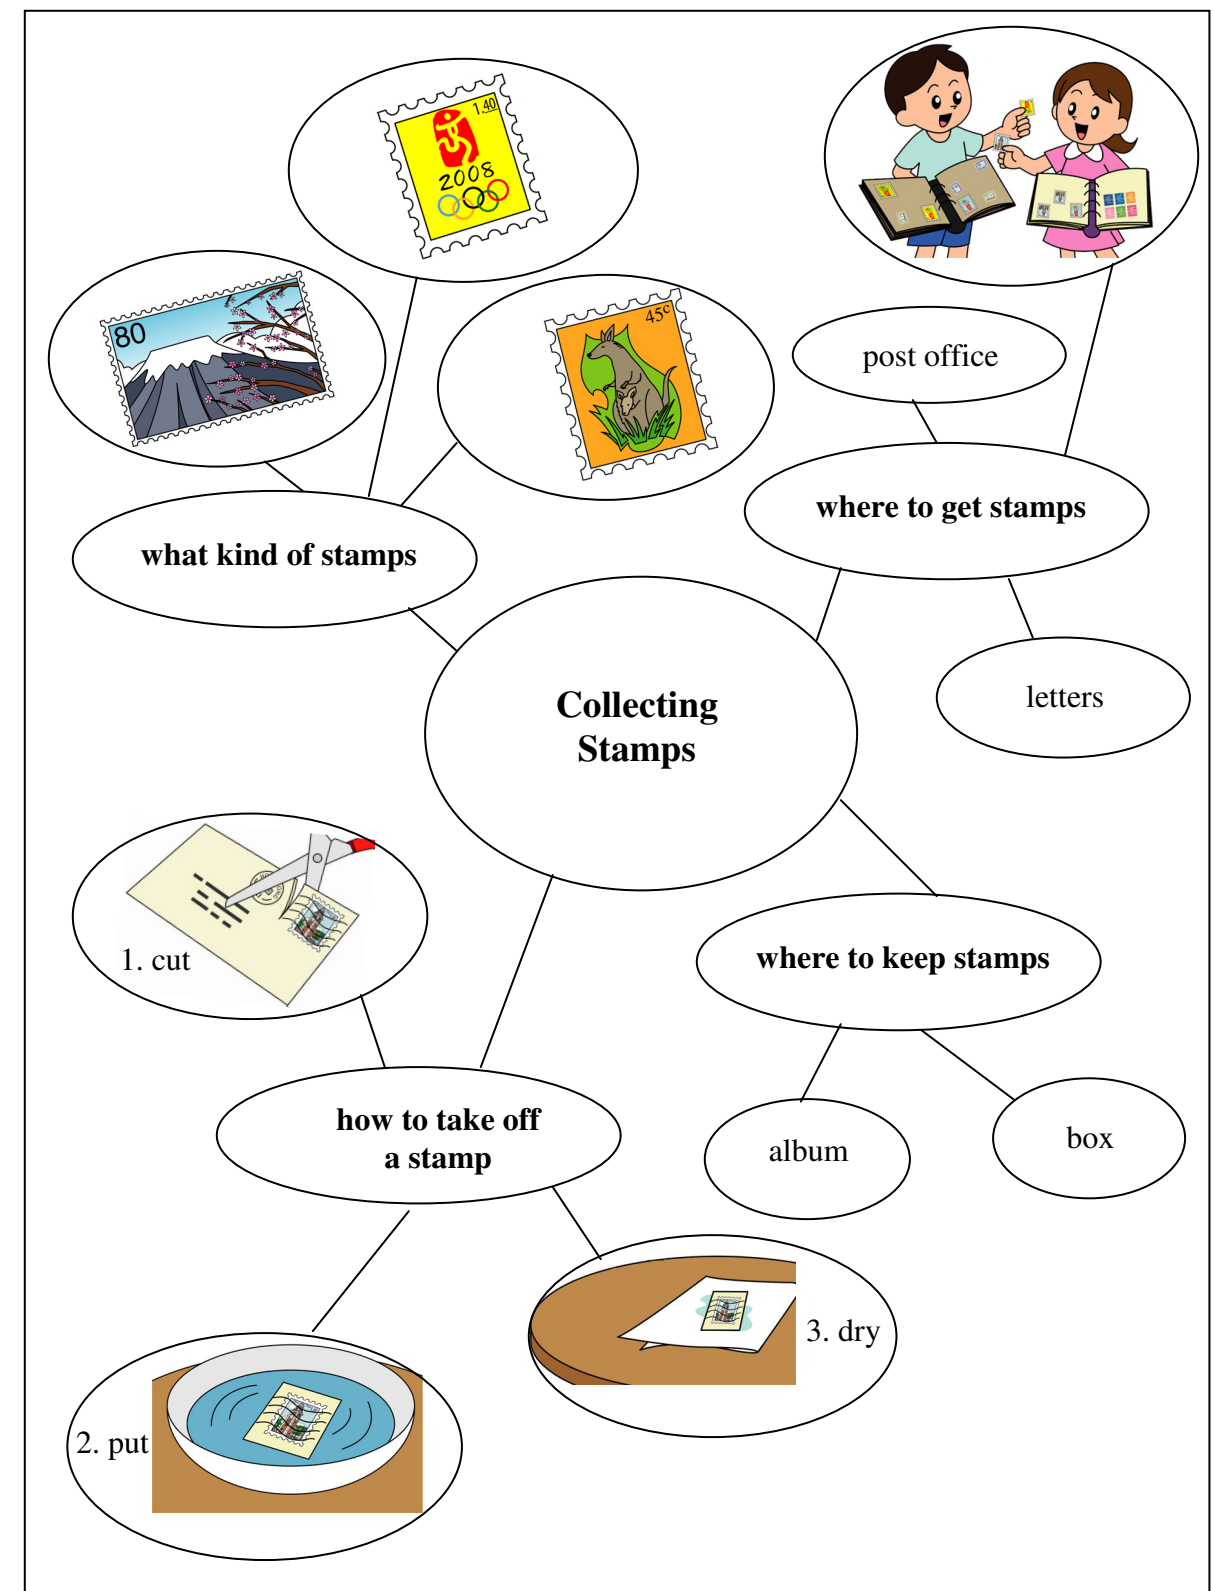 1.40
2008
80
45c
post office
where to get stamps
what kind of stamps
letters
Collecting
Stamps
1. cut
where to keep stamps
how to take off
a stamp
album
box
3. dry
2. put